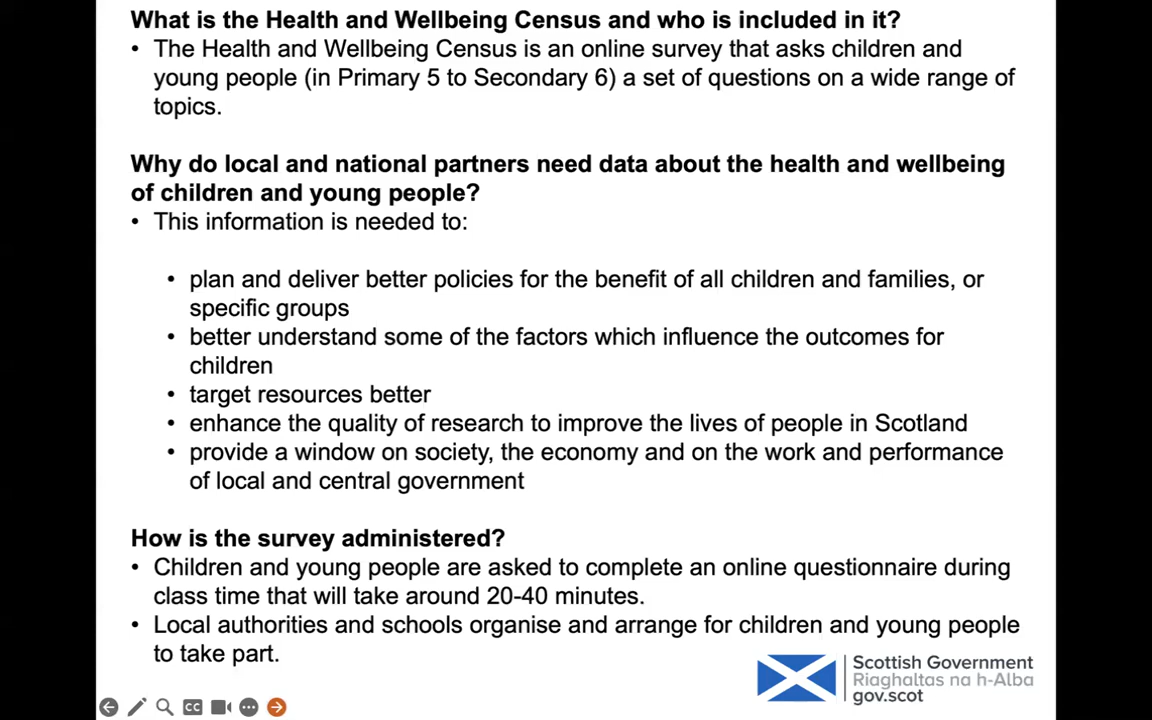 What is the Health and Wellbeing Census and who is included in it?
• The Health and Wellbeing Census is an online survey that asks children and
young people (in Primary 5 to Secondary 6) a set of questions on a wide range of
topics.
Why do local and national partners need data about the health and wellbeing
of children and young people?
• This information is needed to:
• plan and deliver better policies for the benefit of all children and families, or
specific groups
• better understand some of the factors which influence the outcomes for
children
• target resources better
• enhance the quality of research to improve the lives of people in Scotland
• provide a window on society, the economy and on the work and performance
of local and central government
How is the survey administered?
• Children and young people are asked to complete an online questionnaire during
class time that will take around 20-40 minutes.
• Local authorities and schools organise and arrange for children and young people
to take part.
Scottish Government
Riaghaltas na h-Alba
gov.scot
CC